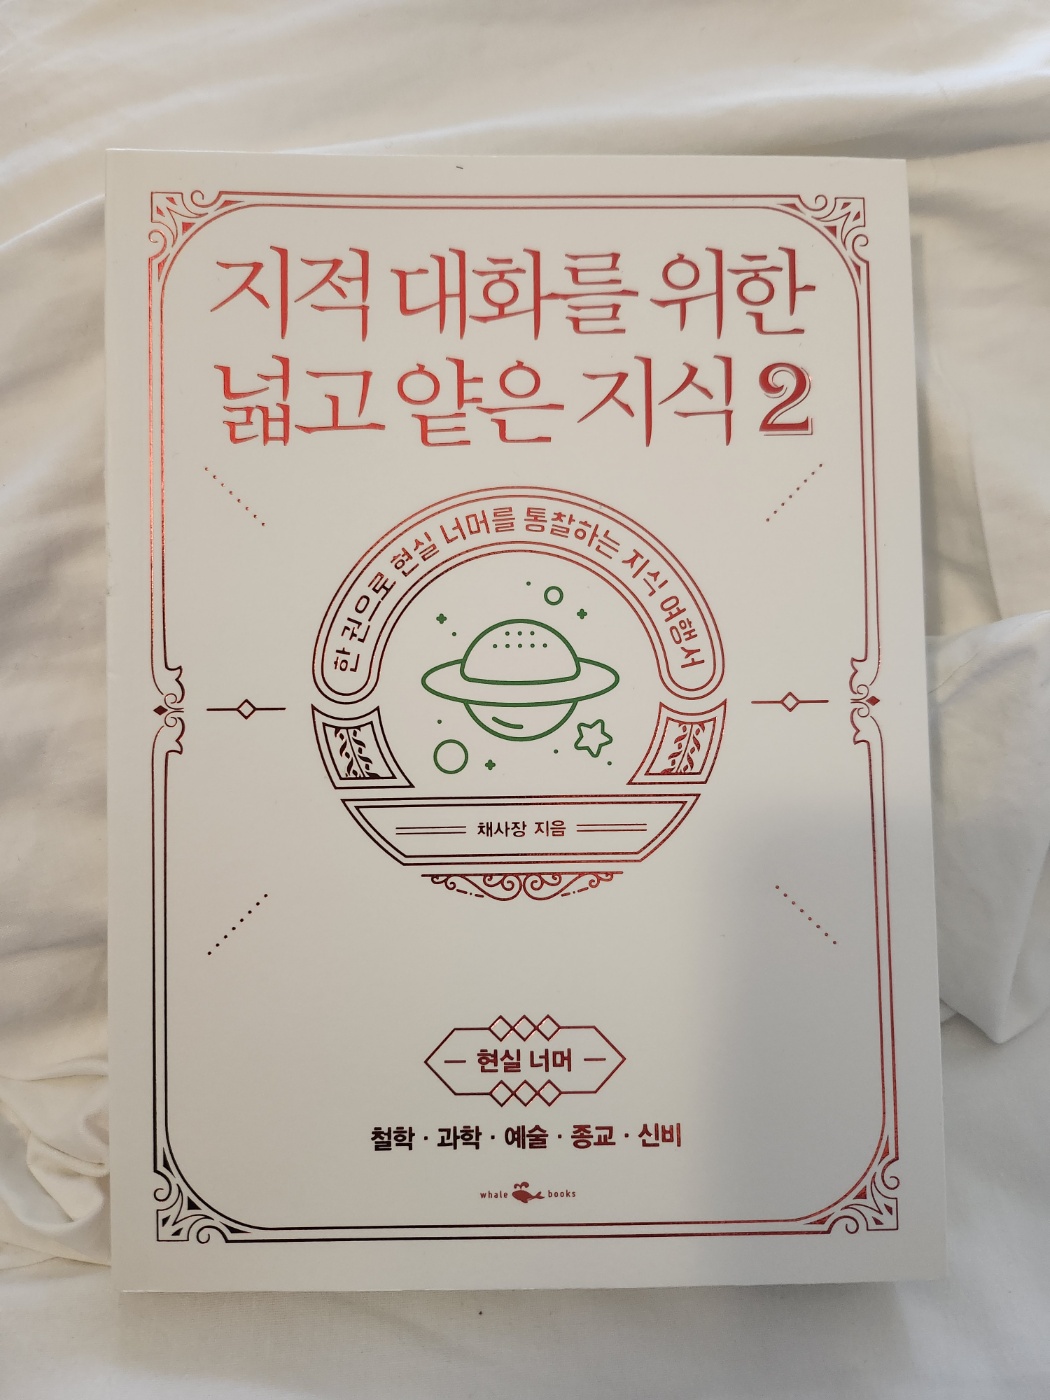 지적 대화를 위한
넓고 얕은 지식 2
한 권으로 현실 너머를 통찰하는 지식 여행서
채사장 지음
현실 너머
철학 · 과학 · 예술 · 종교 · 신비
whale books